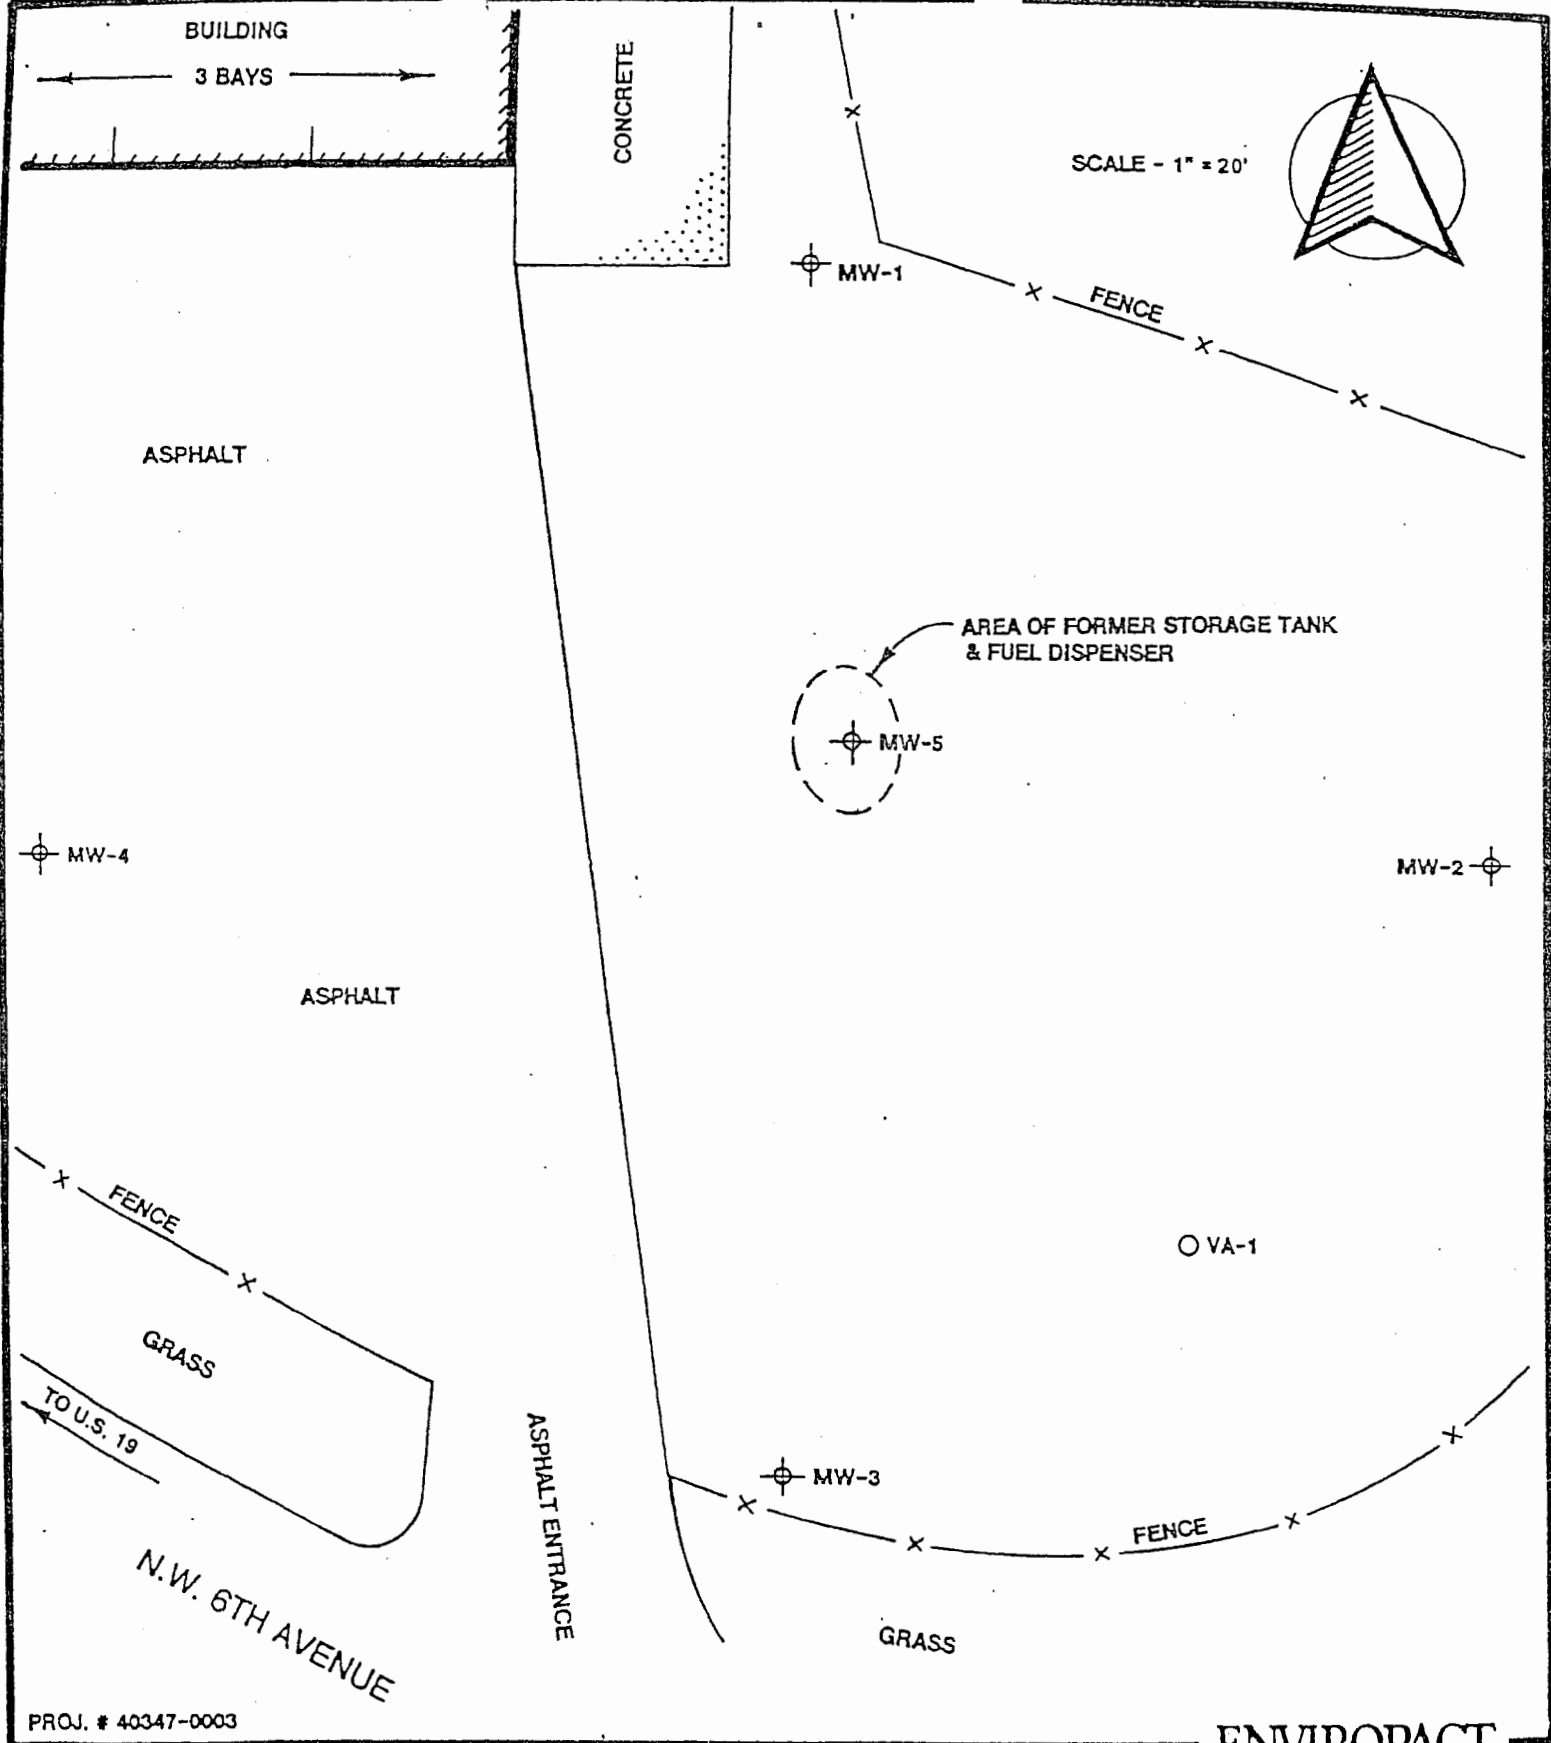 BUILDING
3 BAYS
CONCRETE
SCALE - 1" = 20'
MW-1
FENCE
ASPHALT
AREA OF FORMER STORAGE TANK
& FUEL DISPENSER
MW-5
MW-4
MW-2
ASPHALT
FENCE
VA-1
GRASS
TO U.S. 19
ASPHALT ENTRANCE
MW-3
FENCE
N.W. 6TH AVENUE
GRASS
PROJ. # 40347-0003
ENVIROPACT